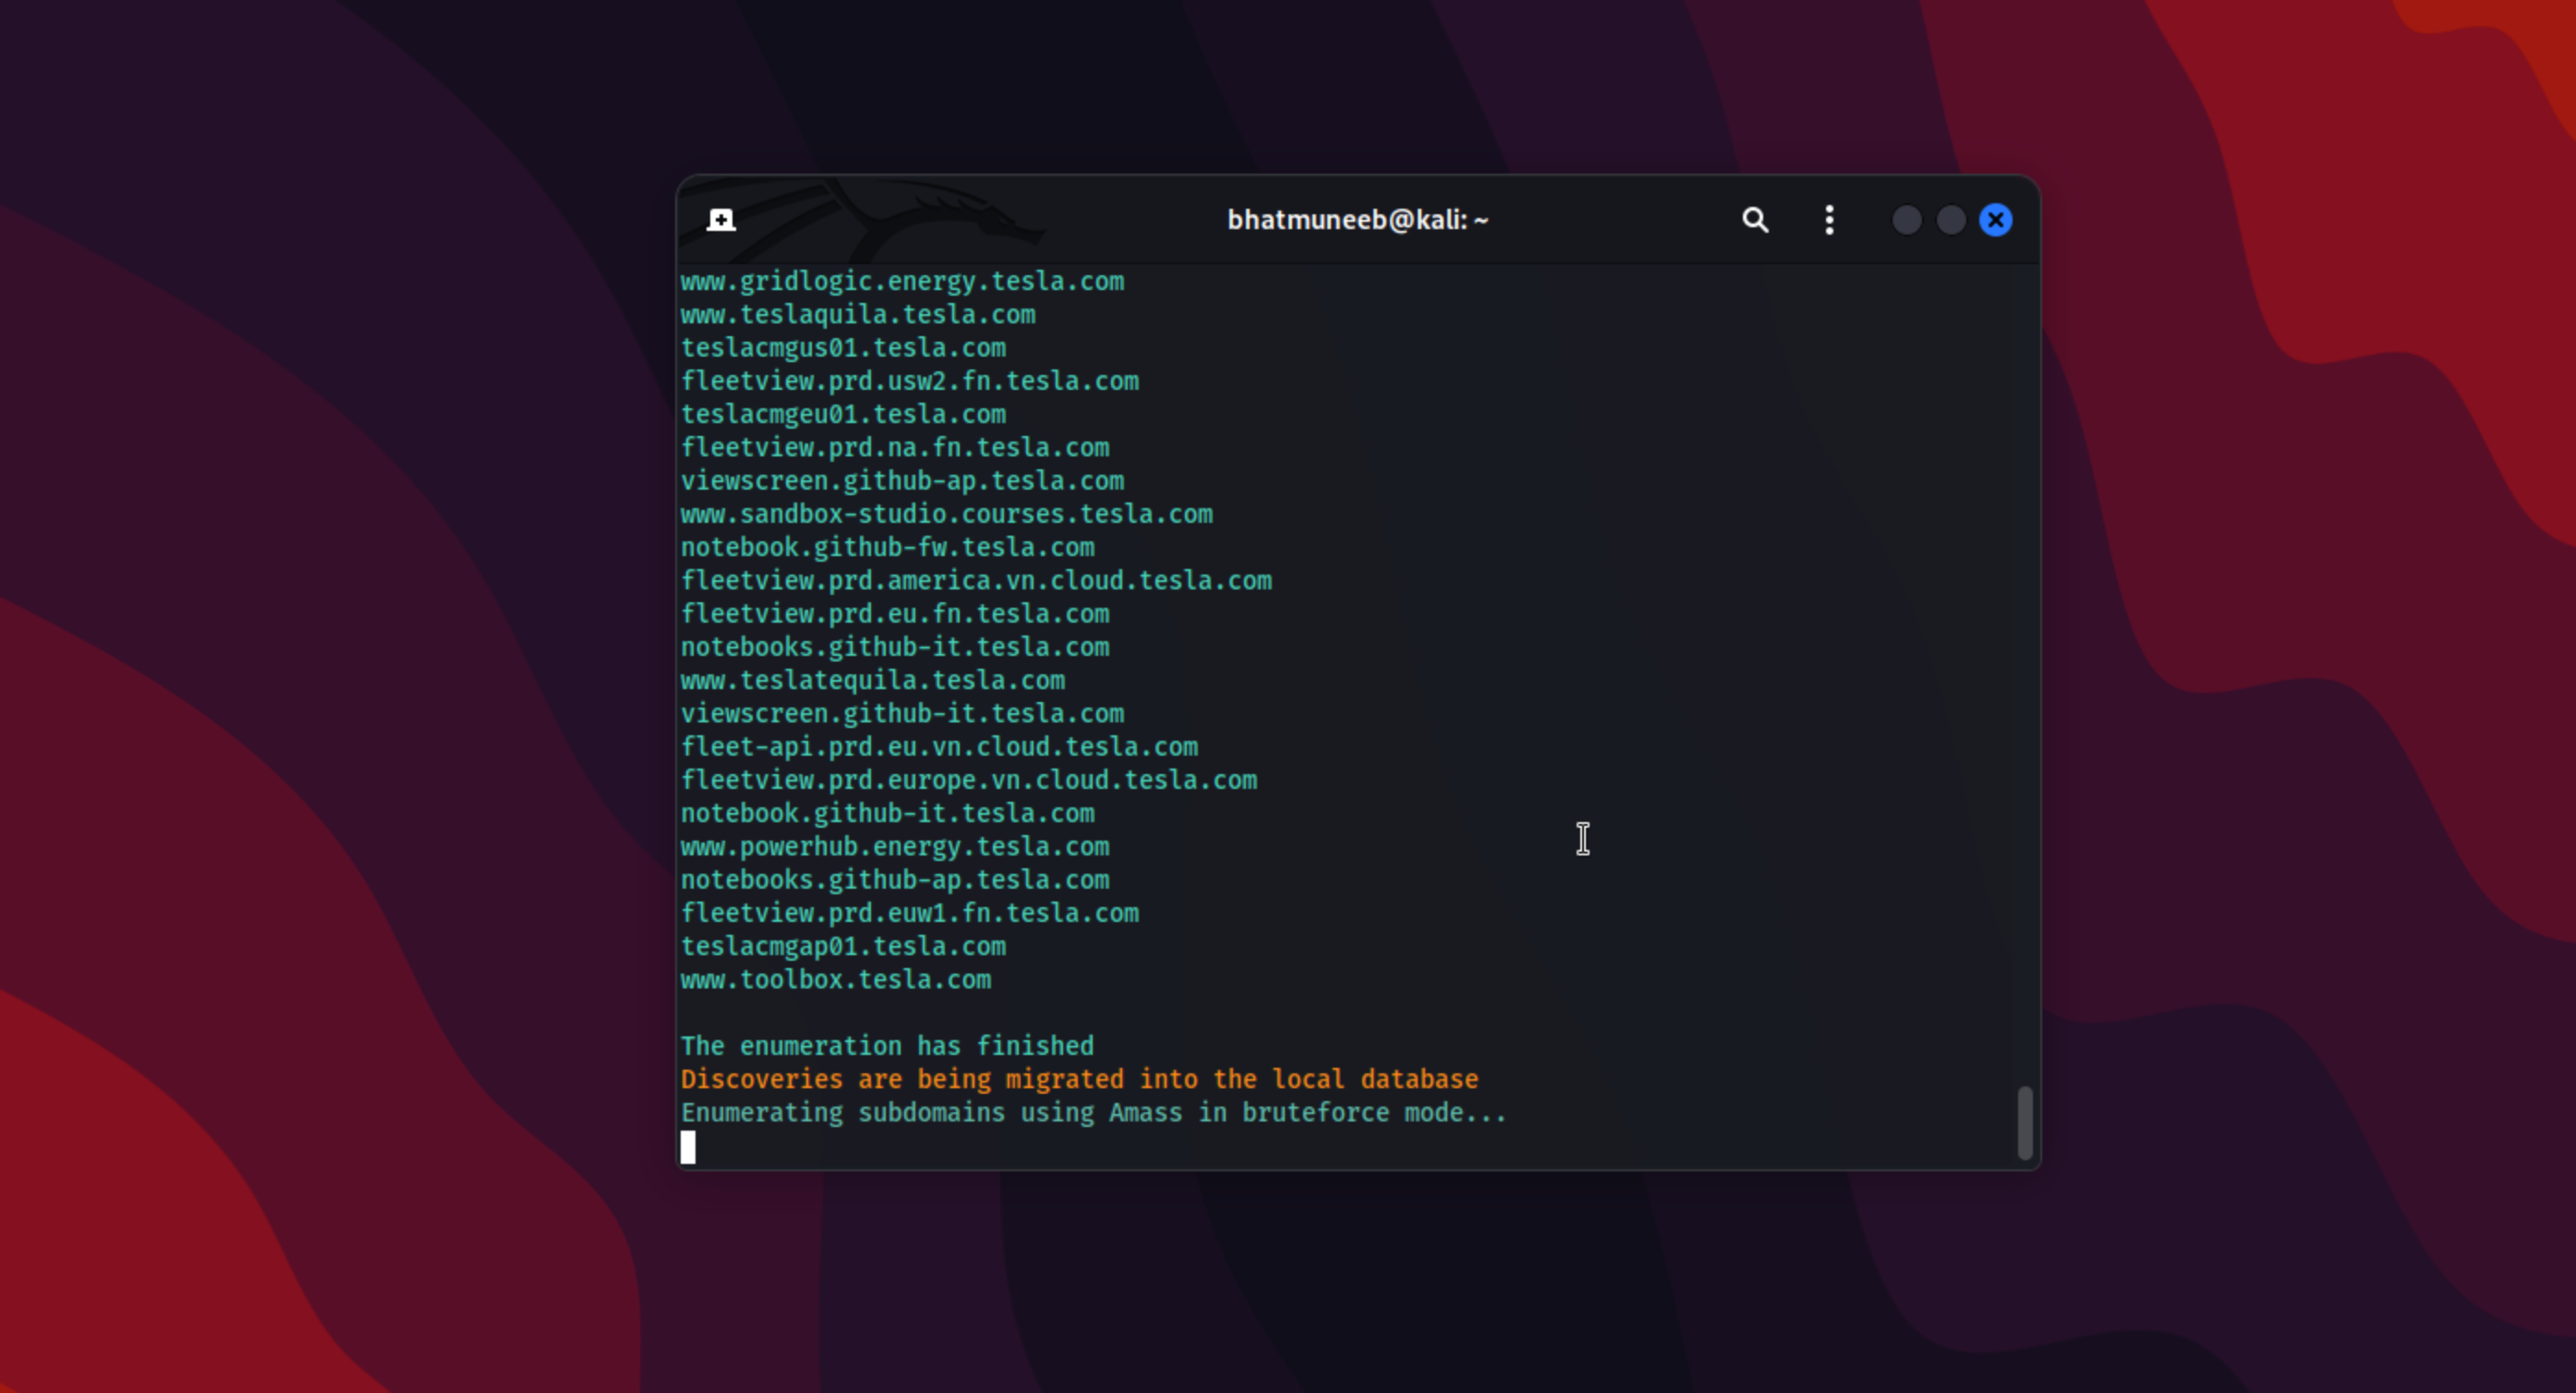 bhatmuneeb@kali: ~
www.gridlogic.energy.tesla.com
www.teslaquila.tesla.com
teslacmgus01.tesla.com
fleetview.prd.usw2.fn.tesla.com
teslacmgeu01.tesla.com
fleetview.prd.na.fn.tesla.com
viewscreen.github-ap.tesla.com
www.sandbox-studio.courses.tesla.com
notebook.github-fw.tesla.com
fleetview.prd.america.vn.cloud.tesla.com
fleetview.prd.eu.fn.tesla.com
notebooks.github-it.tesla.com
www.teslatequila.tesla.com
viewscreen.github-it.tesla.com
fleet-api.prd.eu.vn.cloud.tesla.com
fleetview.prd.europe.vn.cloud.tesla.com
notebook.github-it.tesla.com
www.powerhub.energy.tesla.com
notebooks.github-ap.tesla.com
fleetview.prd.euw1.fn.tesla.com
teslacmgap01.tesla.com
www.toolbox.tesla.com
The enumeration has finished
Discoveries are being migrated into the local database
Enumerating subdomains using Amass in bruteforce mode...